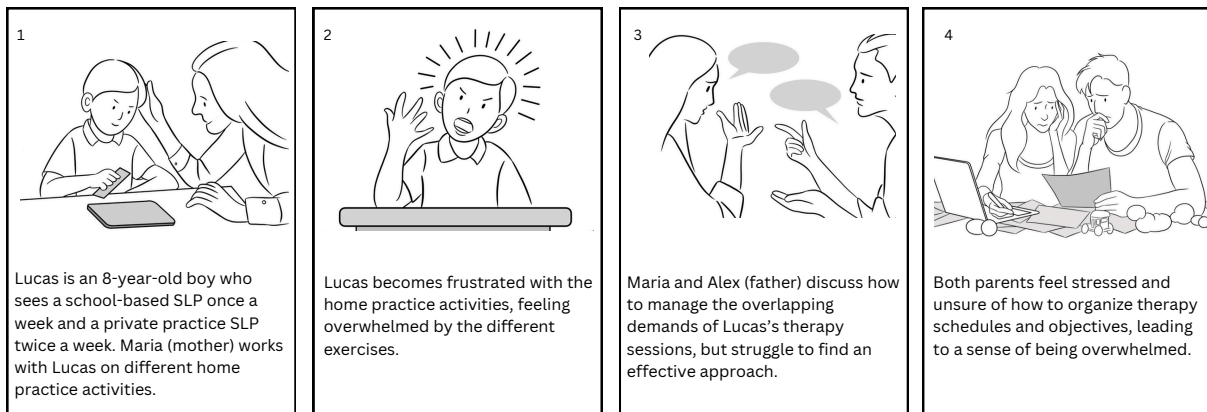 1
Lucas is an 8-year-old boy who
sees a school-based SLP once a
week and a private practice SLP
twice a week. Maria (mother) works
with Lucas on different home
practice activities.
2
Lucas becomes frustrated with the
home practice activities, feeling
overwhelmed by the different
exercises.
3
Maria and Alex (father) discuss how
to manage the overlapping
demands of Lucas’s therapy
sessions, but struggle to find an
effective approach.
4
Both parents feel stressed and
unsure of how to organize therapy
schedules and objectives, leading
to a sense of being overwhelmed.